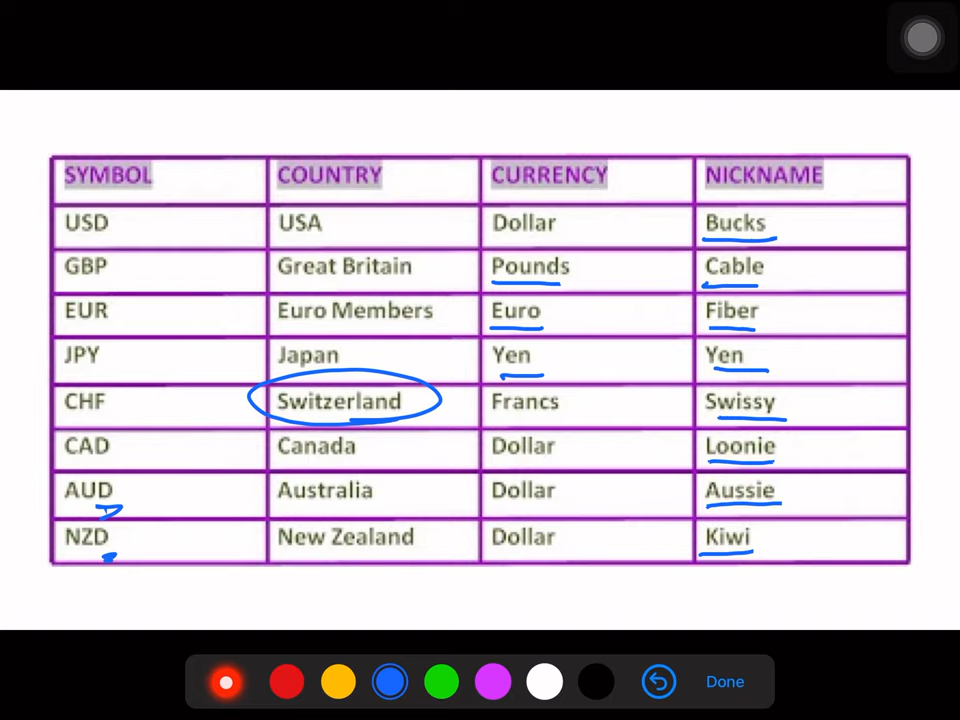 SYMBOL COUNTRY CURRENCY NICKNAME
USD USA Dollar Bucks
GBP Great Britain Pounds Cable
EUR Euro Members Euro Fiber
JPY Japan Yen Yen
CHF Switzerland Francs Swissy
CAD Canada Dollar Loonie
AUD Australia Dollar Aussie
NZD New Zealand Dollar Kiwi
Done